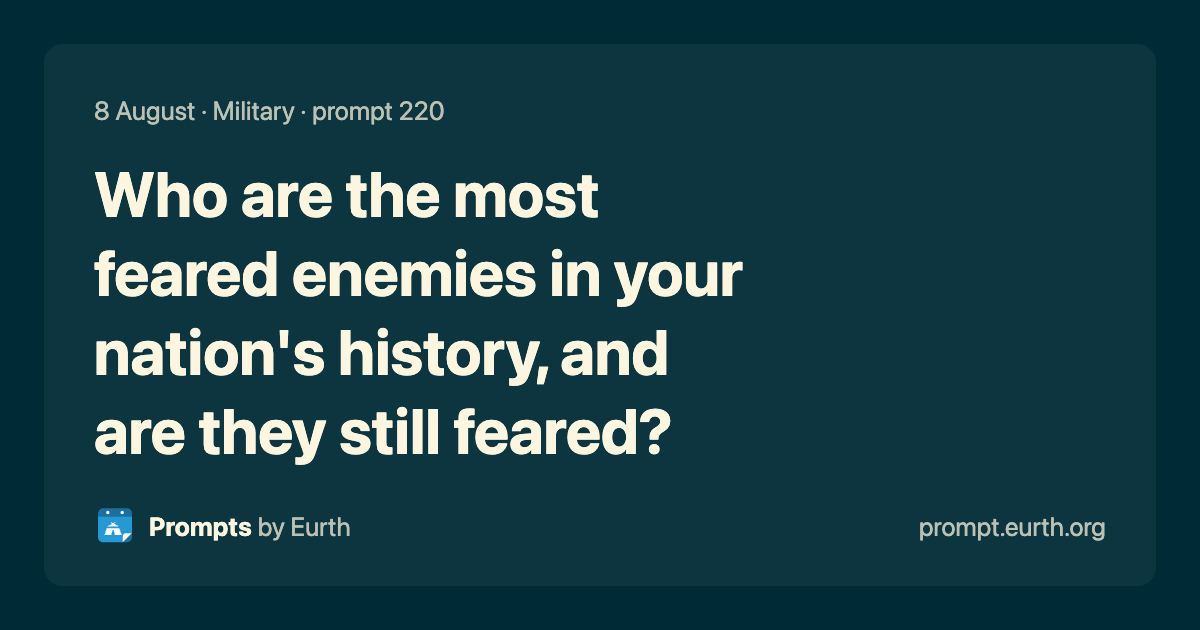 8 August · Military · prompt 220
Who are the most
feared enemies in your
nation's history, and
are they still feared?
Prompts by Eurth
prompt.eurth.org